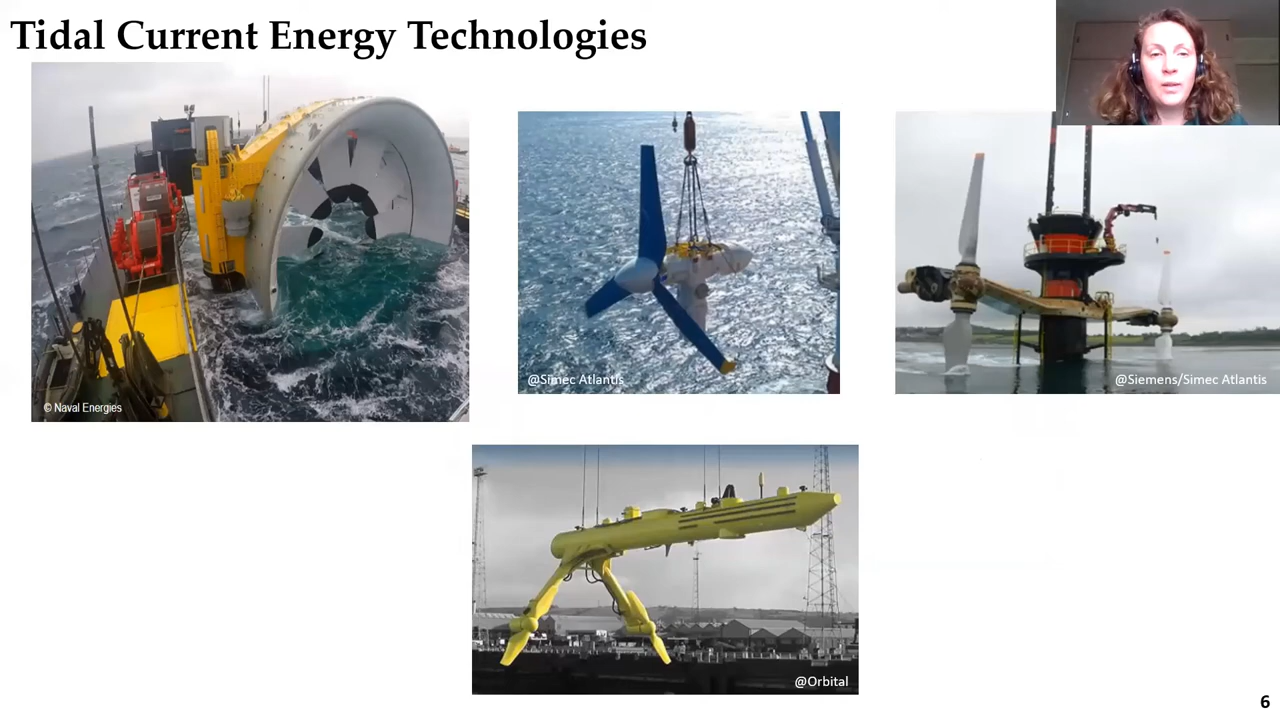 Tidal Current Energy Technologies
© Naval Energies
@Simec Atlantis
@Siemens/Simec Atlantis
@Orbital
6